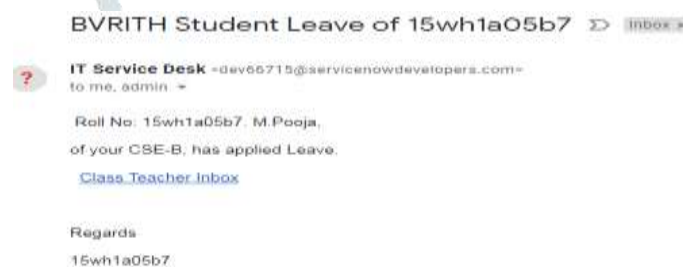 BVRITH Student Leave of 15wh1a05b7 Inbox x
?
IT Service Desk <dev66715@servicenowdevelopers.com>
to me, admin
Roll No: 15wh1a05b7. M.Pooja,
of your CSE-B, has applied Leave.
Class Teacher Inbox
Regards
15wh1a05b7